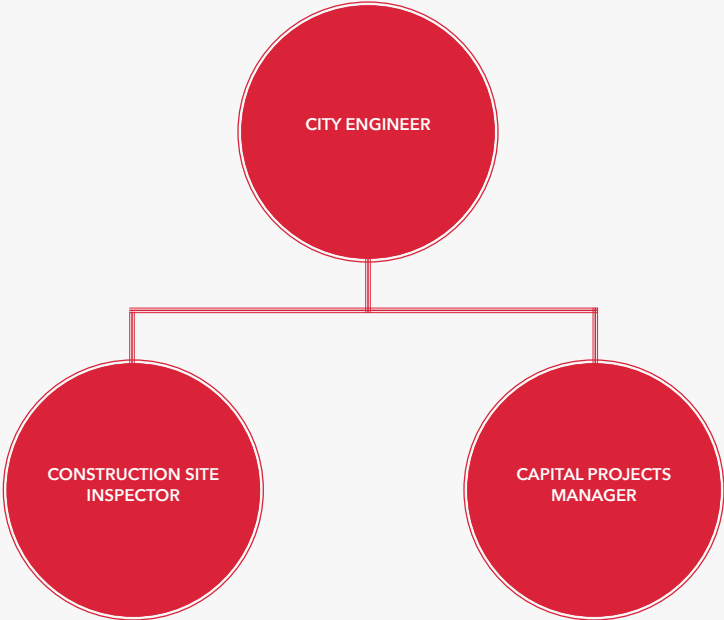 CITY ENGINEER
CONSTRUCTION SITE
INSPECTOR
CAPITAL PROJECTS
MANAGER